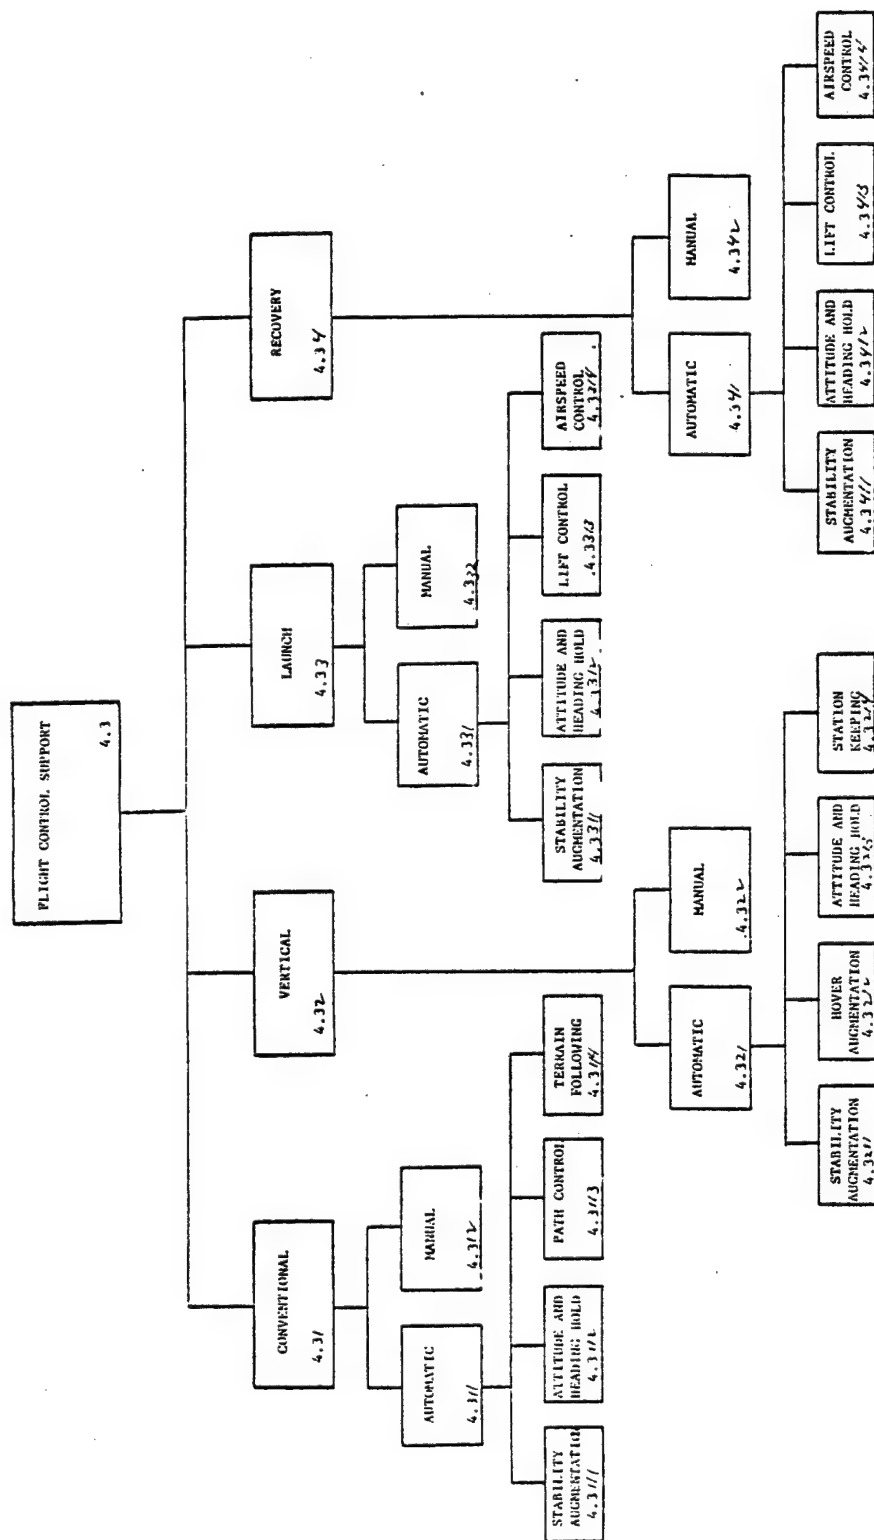 FLIGHT CONTROL SUPPORT
4.3
CONVENTIONAL
4.31
VERTICAL
4.32
LAUNCH
4.33
RECOVERY
4.34
AUTOMATIC
4.311
MANUAL
4.312
STABILITY
AUGMENTATION
4.3111
ATTITUDE AND
HEADING HOLD
4.3112
PATH CONTROL
4.3113
TERRAIN
FOLLOWING
4.3114
AUTOMATIC
4.321
MANUAL
4.322
STABILITY
AUGMENTATION
4.3211
HOVER
AUGMENTATION
4.3212
ATTITUDE AND
HEADING HOLD
4.3213
STATION
KEEPING
4.3214
AUTOMATIC
4.331
MANUAL
4.332
STABILITY
AUGMENTATION
4.3311
ATTITUDE AND
HEADING HOLD
4.3312
LIFT CONTROL
4.3313
AIRSPEED
CONTROL
AUTOMATIC
4.341
MANUAL
4.342
STABILITY
AUGMENTATION
4.3411
ATTITUDE AND
HEADING HOLD
4.3412
LIFT CONTROL
4.3413
AIRSPEED
CONTROL
4.3414